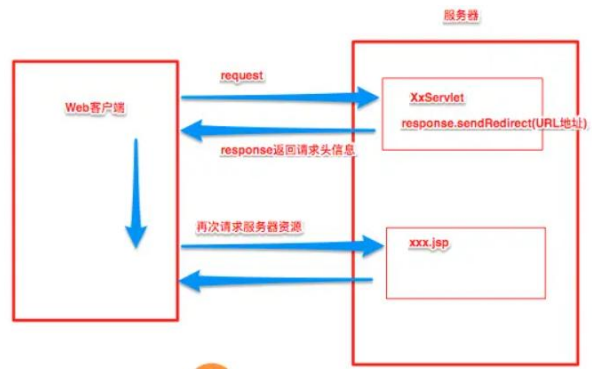 服务器
request
XxServlet
Web客户端
response.sendRedirect(URL地址)
response返回请求头信息
再次请求服务器资源
xxx.jsp